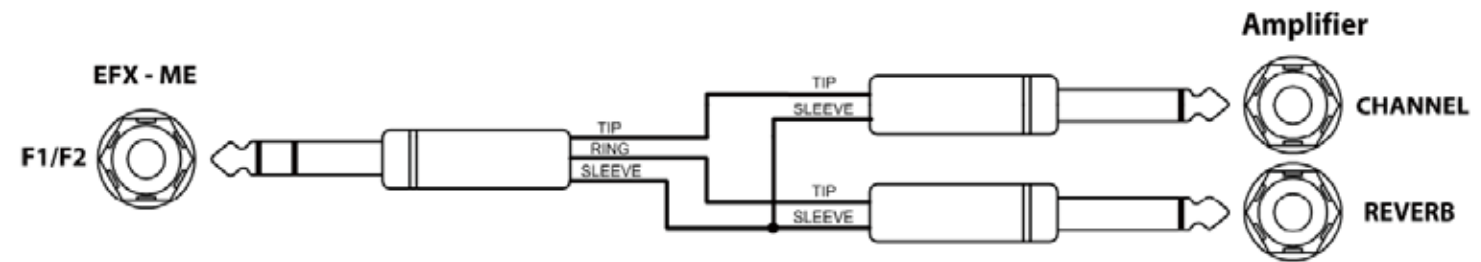 Amplifier
EFX - ME
TIP
SLEEVE
CHANNEL
F1/F2
TIP
RING
SLEEVE
TIP
SLEEVE
REVERB